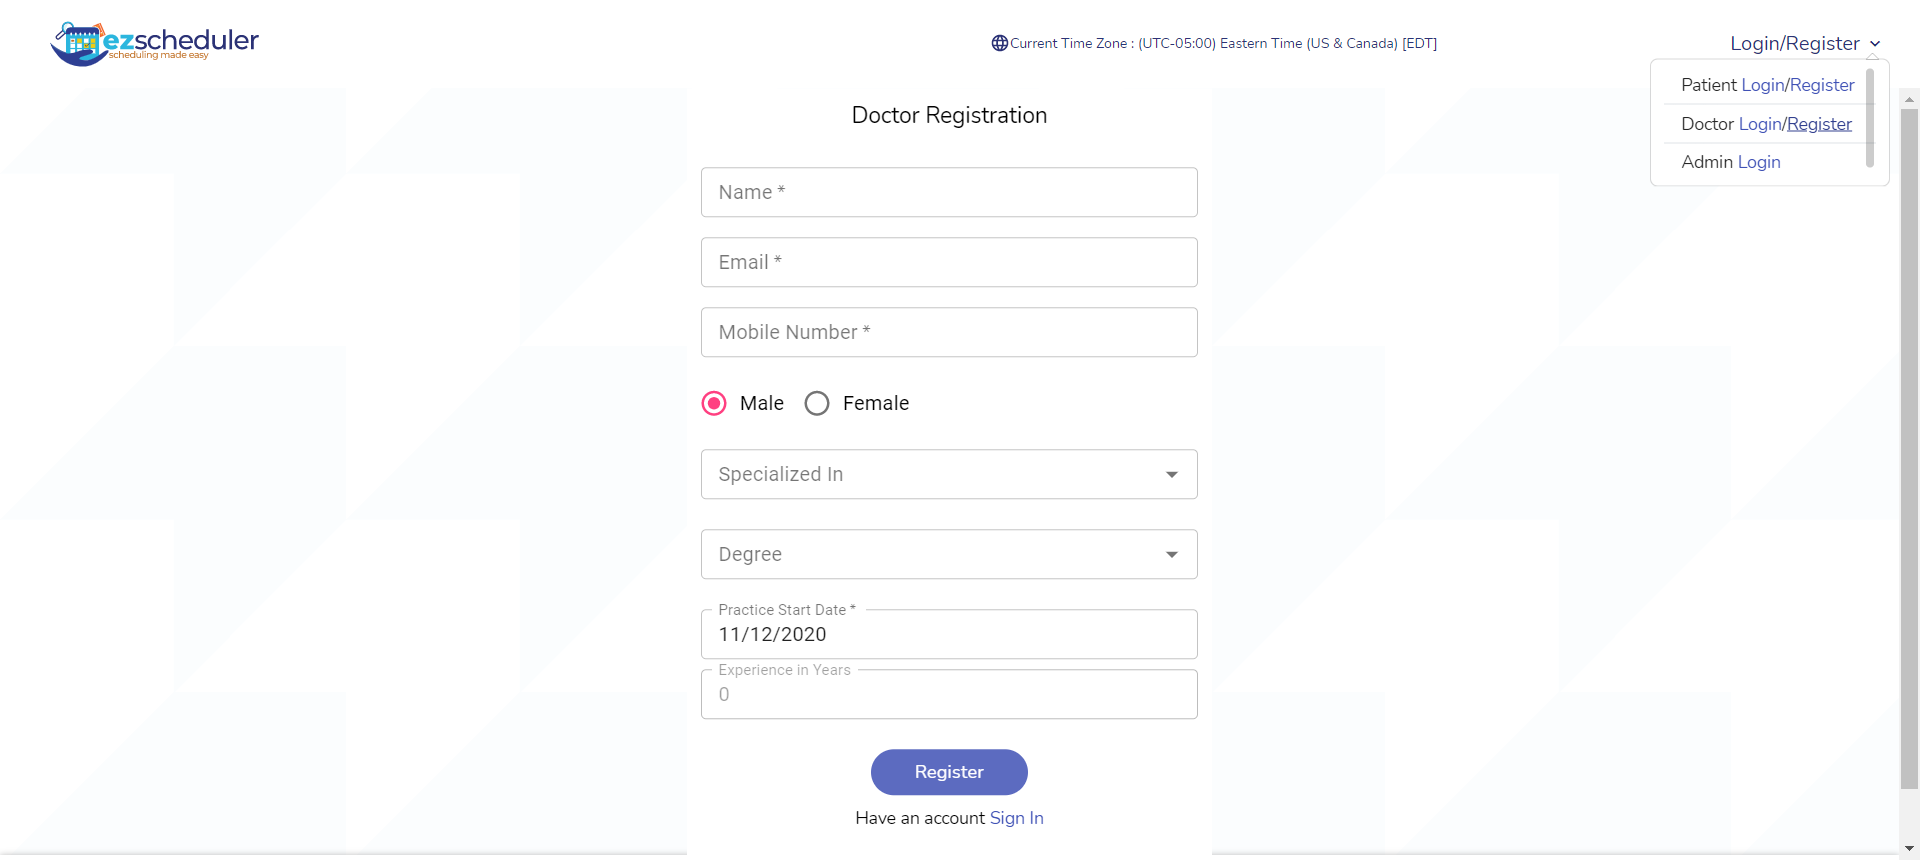 ezscheduler
scheduling made easy
Current Time Zone : (UTC-05:00) Eastern Time (US & Canada) [EDT]
Login/Register
Patient Login/Register
Doctor Login/Register
Admin Login
Doctor Registration
Name *
Email *
Mobile Number *
Male Female
Specialized In
Degree
Practice Start Date *
11/12/2020
Experience in Years
0
Register
Have an account Sign In